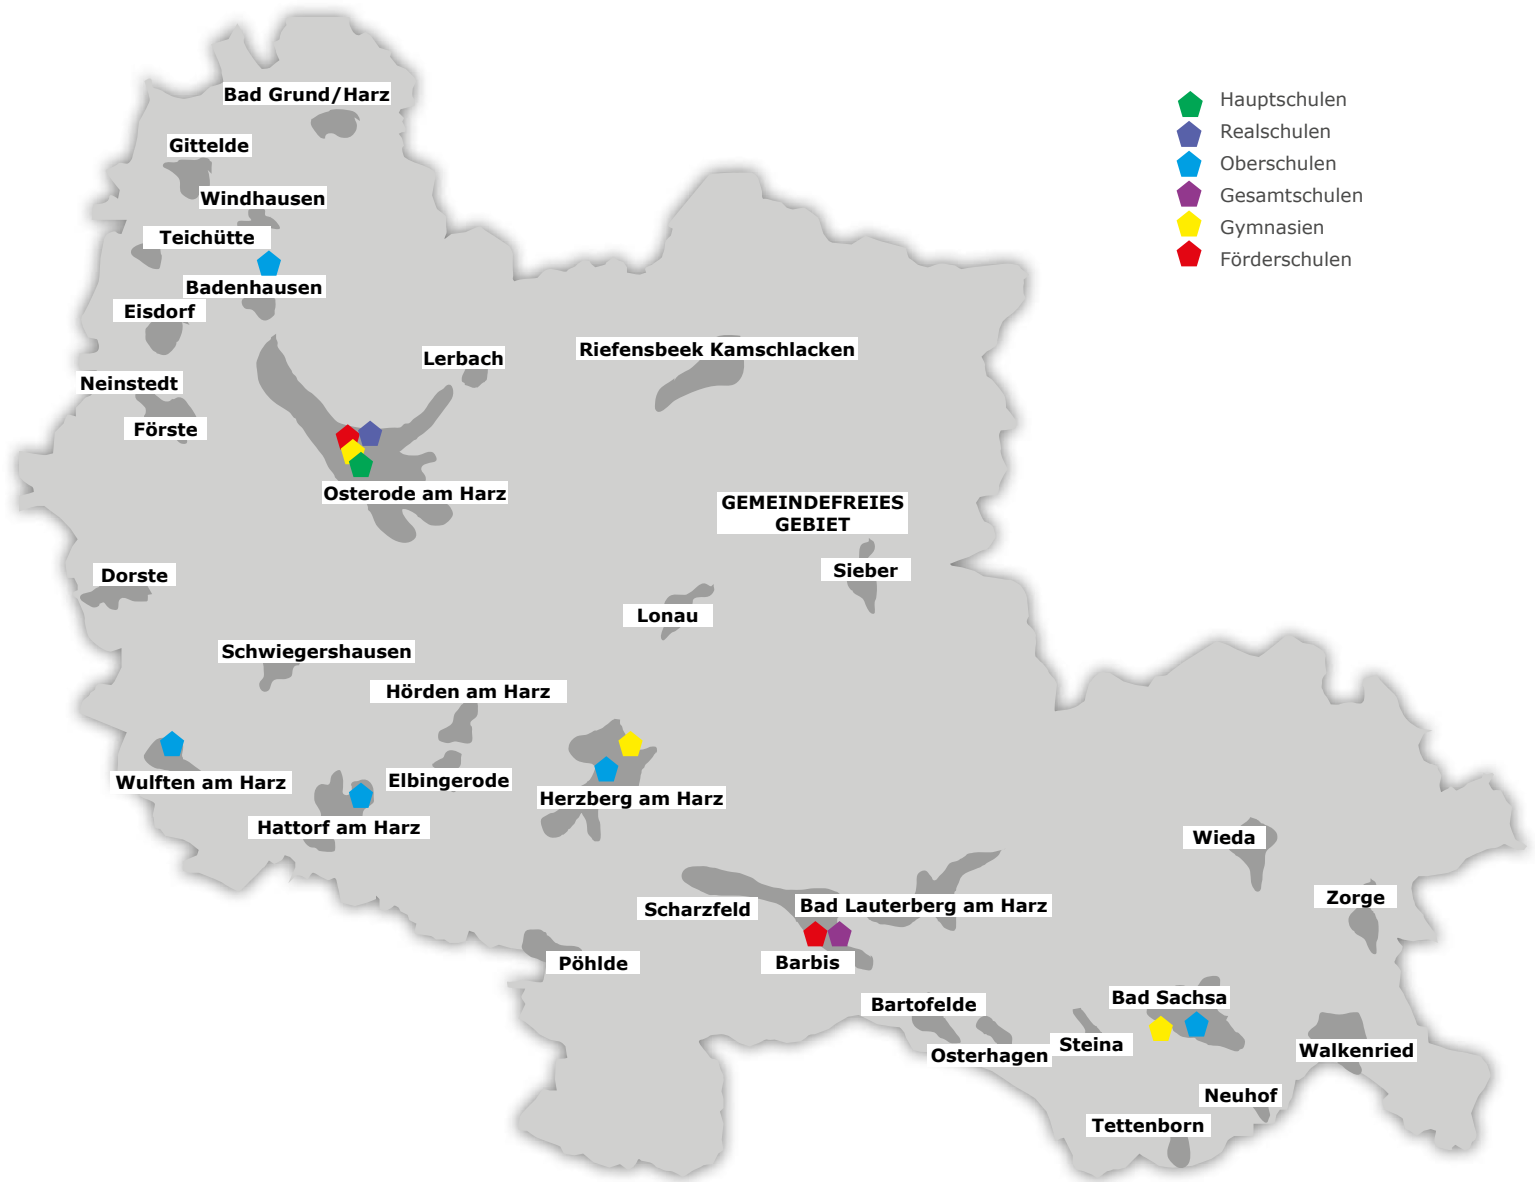 Bad Grund/Harz
Gittelde
Windhausen
Teichütte
Badenhausen
Eisdorf
Lerbach
Riefensbeek Kamschlacken
Neinstedt
Förste
Osterode am Harz
GEMEINDEFREIES
GEBIET
Sieber
Dorste
Lonau
Schwiegershausen
Hörden am Harz
Wulften am Harz
Elbingerode
Herzberg am Harz
Hattorf am Harz
Wieda
Zorge
Scharzfeld
Bad Lauterberg am Harz
Pöhlde
Barbis
Bartofelde
Bad Sachsa
Osterhagen
Steina
Walkenried
Neuhof
Tettenborn
Hauptschulen
Realschulen
Oberschulen
Gesamtschulen
Gymnasien
Förderschulen